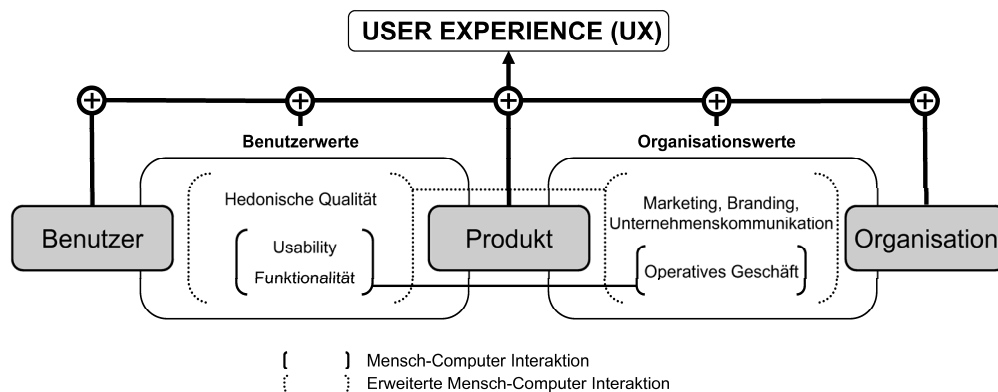 USER EXPERIENCE (UX)
Benutzerwerte
Organisationswerte
Hedonische Qualität
Marketing, Branding,
Unternehmenskommunikation
Benutzer
Produkt
Organisation
Usability
Funktionalität
Operatives Geschäft
Mensch-Computer Interaktion
Erweiterte Mensch-Computer Interaktion